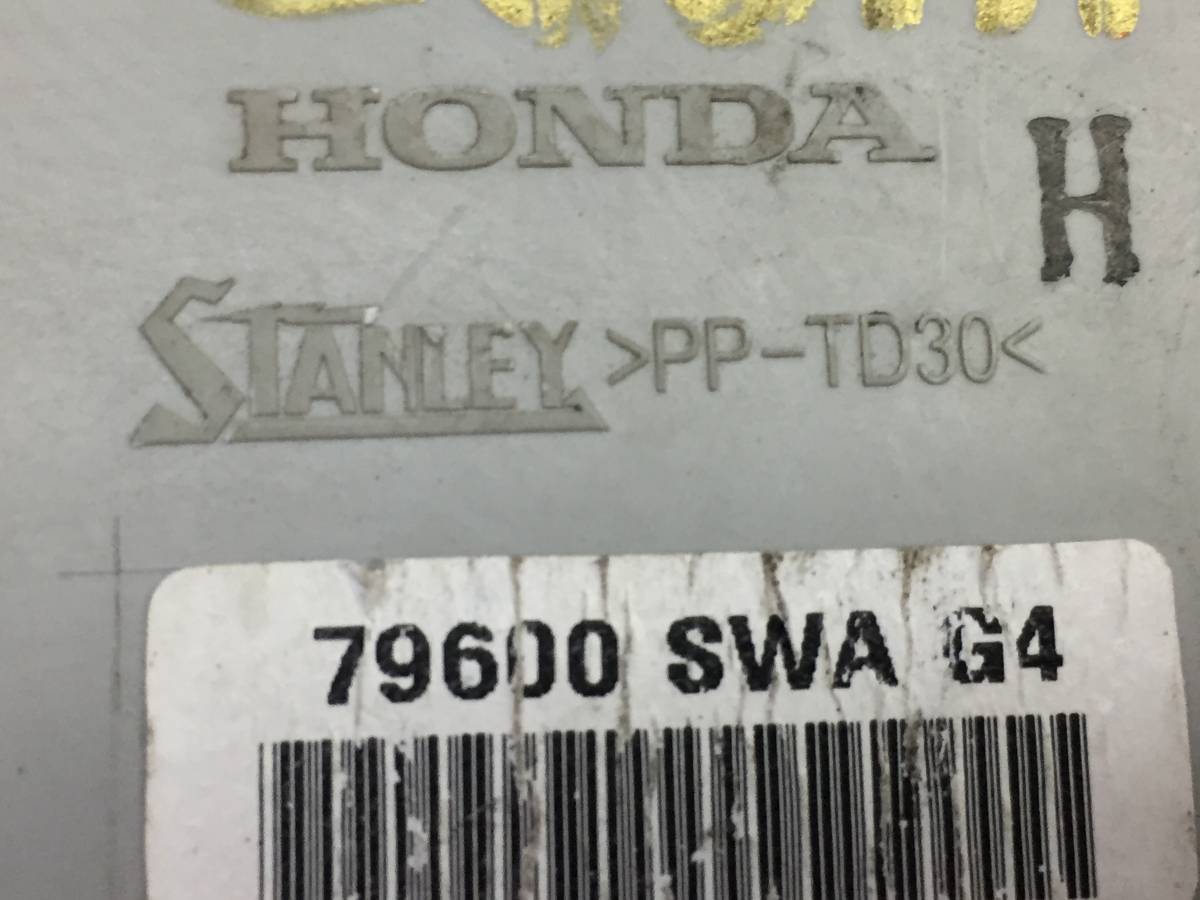 HONDA
H
STANLEY >PP-TD30<
79600 SWA G4